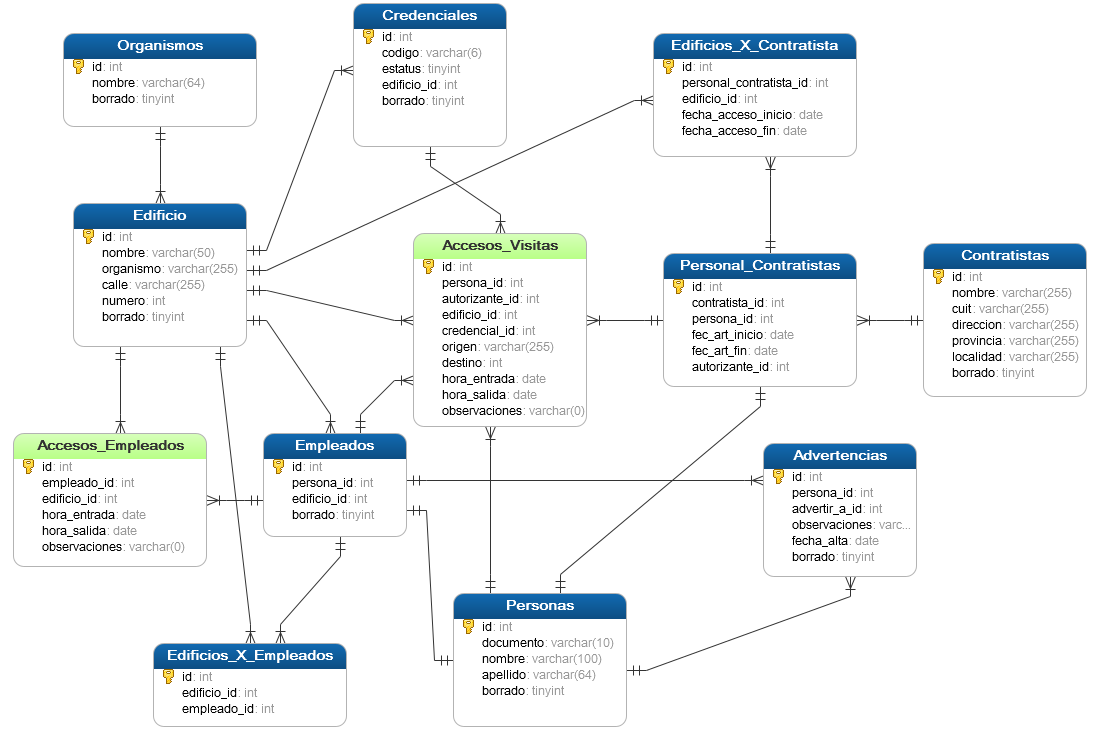 Organismos
id: int
nombre: varchar(64)
borrado: tinyint
Credenciales
id: int
codigo: varchar(6)
estatus: tinyint
edificio_id: int
borrado: tinyint
Edificios_X_Contratista
id: int
personal_contratista_id: int
edificio_id: int
fecha_acceso_inicio: date
fecha_acceso_fin: date
Edificio
id: int
nombre: varchar(50)
organismo: varchar(255)
calle: varchar(255)
numero: int
borrado: tinyint
Accesos_Visitas
id: int
persona_id: int
autorizante_id: int
edificio_id: int
credencial_id: int
origen: varchar(255)
destino: int
hora_entrada: date
hora_salida: date
observaciones: varchar(0)
Personal_Contratistas
id: int
contratista_id: int
persona_id: int
fec_art_inicio: date
fec_art_fin: date
autorizante_id: int
Contratistas
id: int
nombre: varchar(255)
cuit: varchar(255)
direccion: varchar(255)
provincia: varchar(255)
localidad: varchar(255)
borrado: tinyint
Accesos_Empleados
id: int
empleado_id: int
edificio_id: int
hora_entrada: date
hora_salida: date
observaciones: varchar(0)
Empleados
id: int
persona_id: int
edificio_id: int
borrado: tinyint
Advertencias
id: int
persona_id: int
advertir_a_id: int
observaciones: varc...
fecha_alta: date
borrado: tinyint
Personas
id: int
documento: varchar(10)
nombre: varchar(100)
apellido: varchar(64)
borrado: tinyint
Edificios_X_Empleados
id: int
edificio_id: int
empleado_id: int